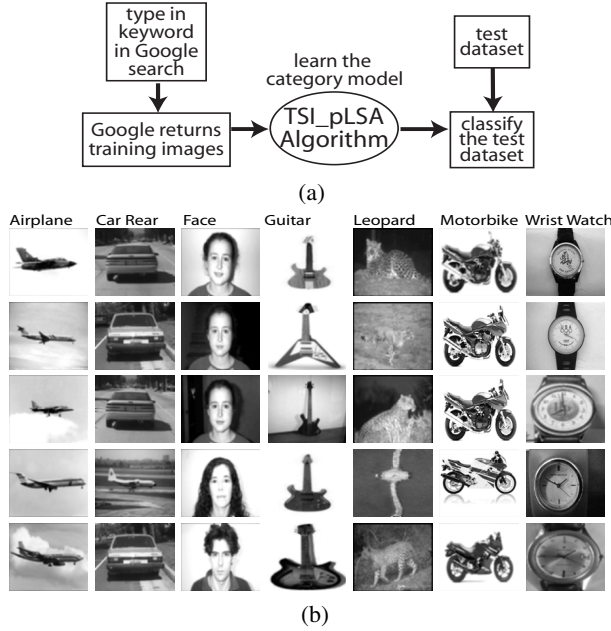 type in
keyword
in Google
search
test
dataset
learn the
category model
Google returns
training images
TSI_pLSA
Algorithm
classify
the test
dataset
(a)
Airplane Car Rear Face Guitar Leopard Motorbike Wrist Watch
(b)